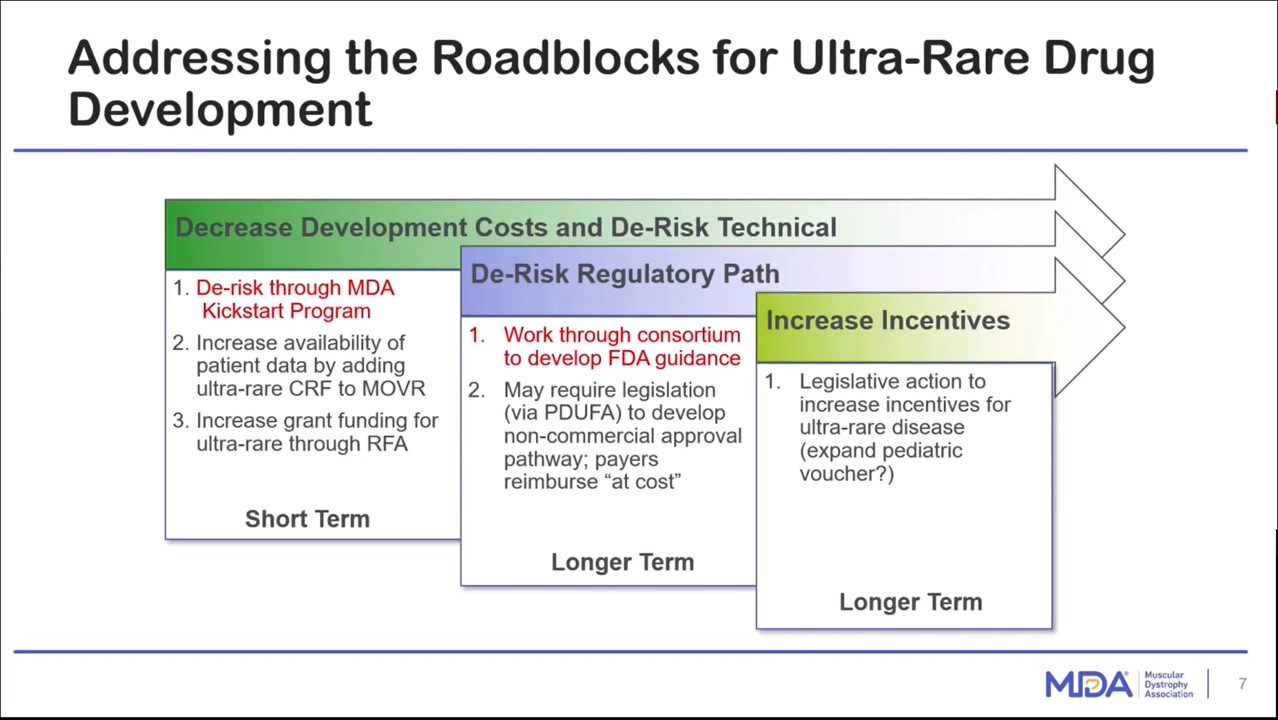 Addressing the Roadblocks for Ultra-Rare Drug
Development
Decrease Development Costs and De-Risk Technical
1. De-risk through MDA
Kickstart Program
2. Increase availability of
patient data by adding
ultra-rare CRF to MOVR
3. Increase grant funding for
ultra-rare through RFA
Short Term
De-Risk Regulatory Path
1. Work through consortium
to develop FDA guidance
2. May require legislation
(via PDUFA) to develop
non-commercial approval
pathway; payers
reimburse “at cost”
Longer Term
Increase Incentives
1. Legislative action to
increase incentives for
ultra-rare disease
(expand pediatric
voucher?)
Longer Term
MDA
Muscular
Dystrophy
Association
7